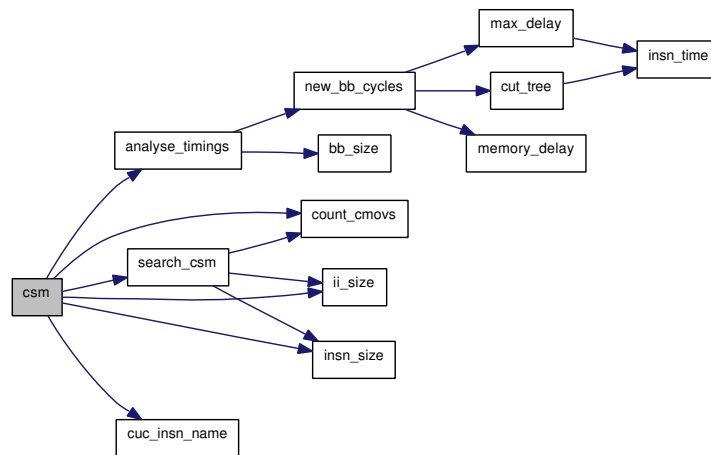 max_delay
insn_time
new_bb_cycles
cut_tree
analyse_timings
bb_size
memory_delay
count_cmovs
search_csm
csm
ii_size
insn_size
cuc_insn_name